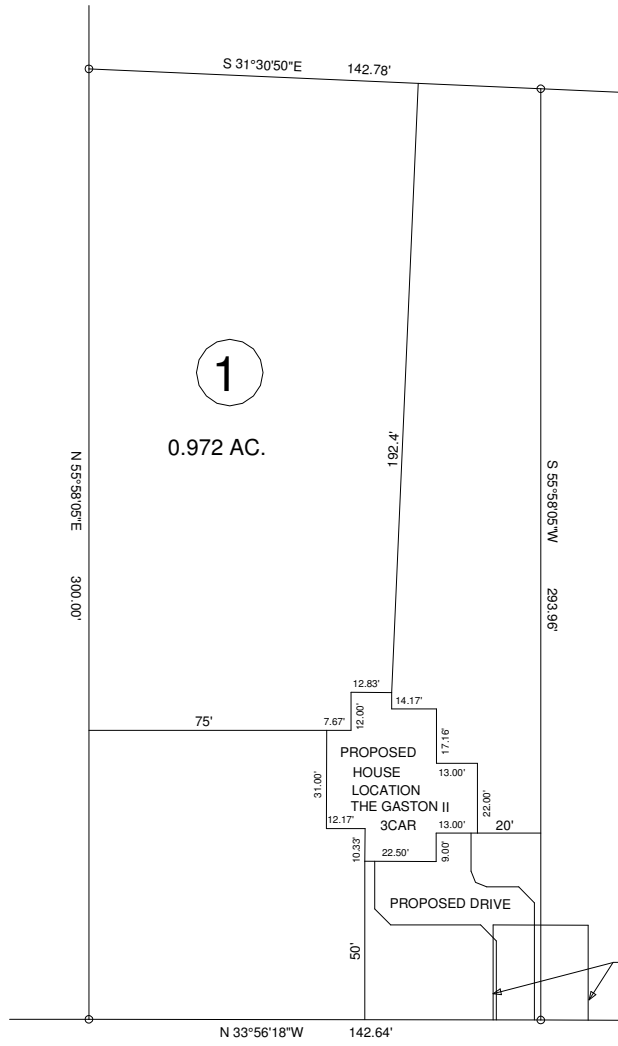 S 31°30'50"E 142.78'
1
0.972 AC.
192.4'
N 55°58'05"E 300.00'
S 55°58'05"W 293.96'
12.83'
14.17'
75'
7.67'
12.00'
17.16'
PROPOSED
HOUSE
LOCATION
THE GASTON II
3CAR
13.00'
31.00'
22.00'
12.17'
13.00'
20'
10.33'
22.50'
9.00'
PROPOSED DRIVE
50'
N 33°56'18"W 142.64'